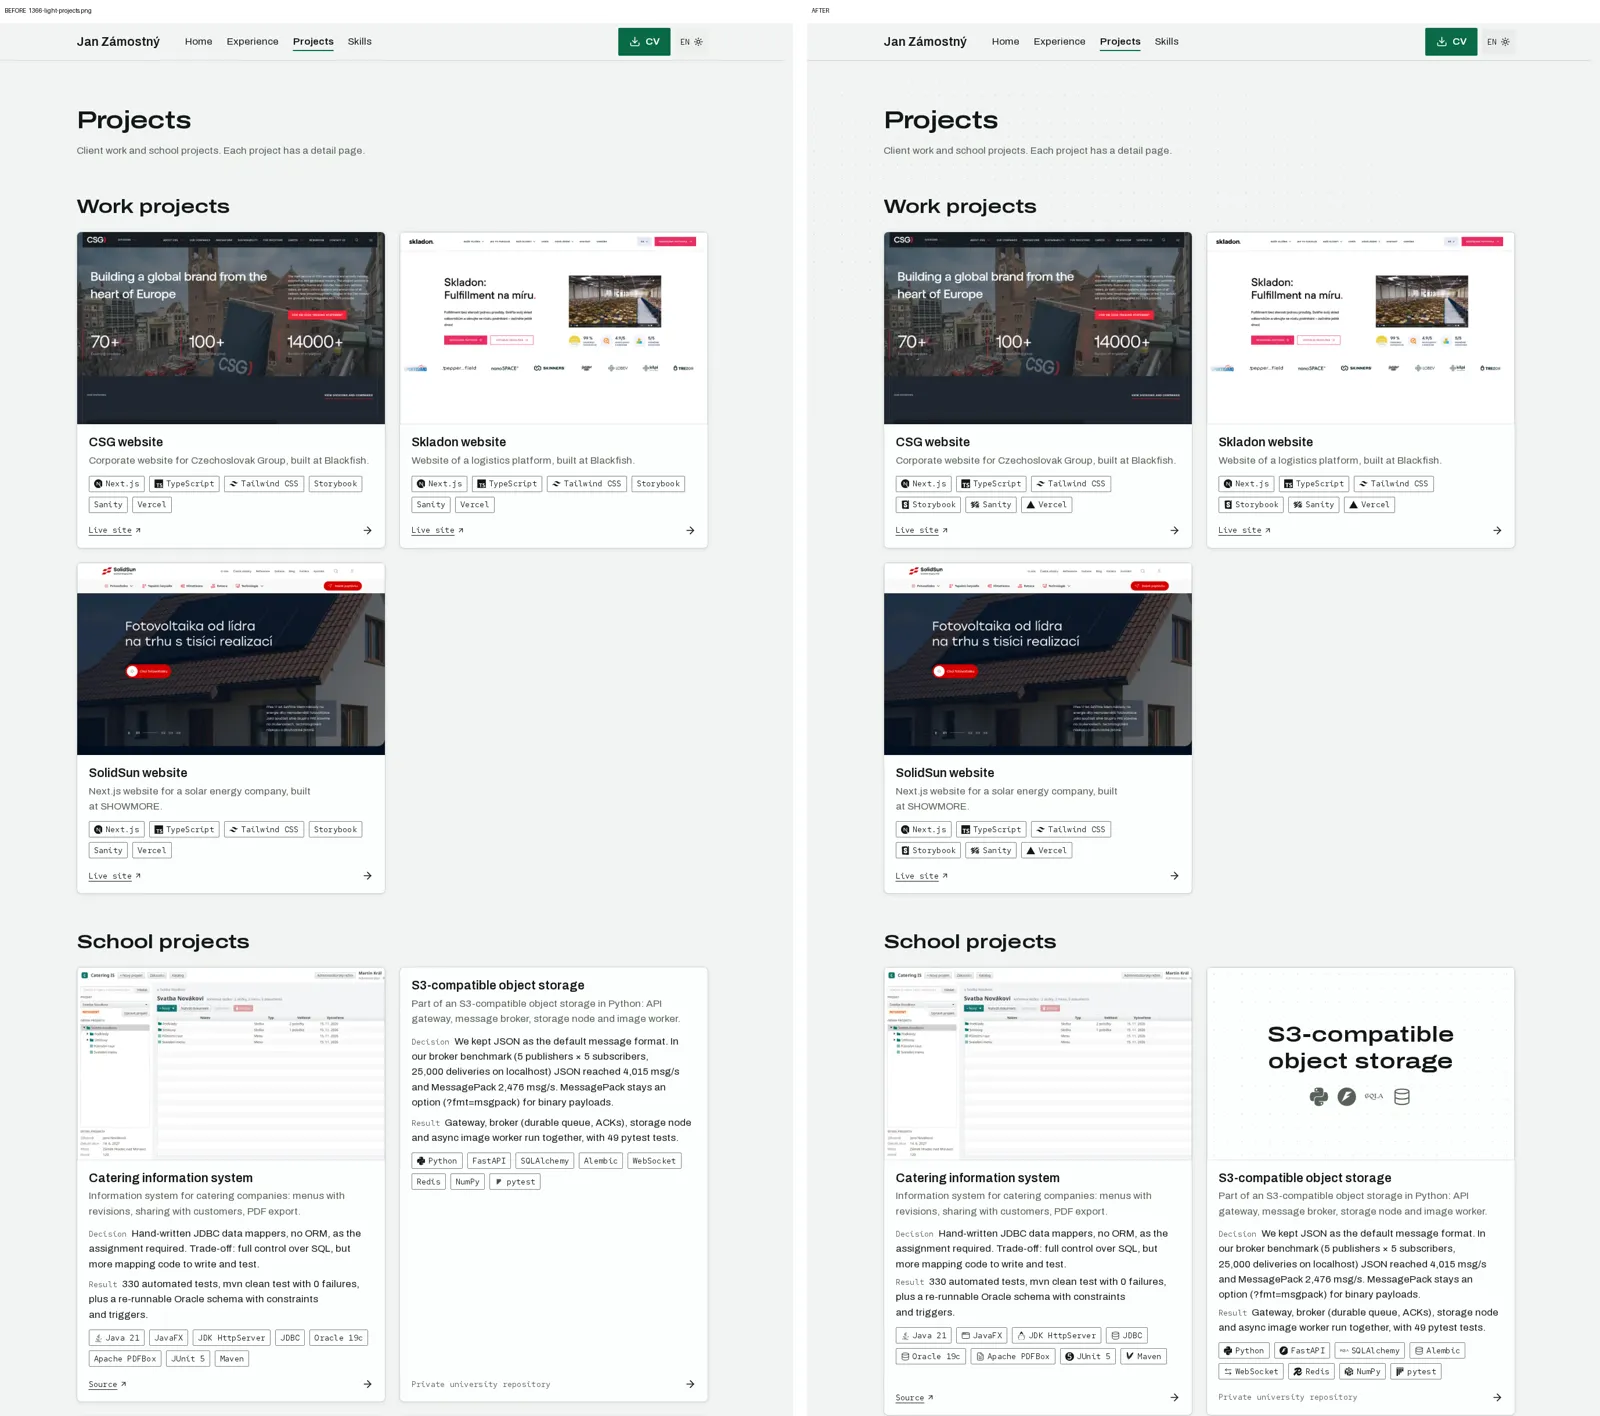 BEFORE 1366-light-projects.png
Jan Zámostný
Home
Experience
Projects
Skills
CV
EN
Projects
Client work and school projects. Each project has a detail page.
Work projects
CSG
Building a global brand from the
heart of Europe
70+
100+
14000+
CSG
CSG website
Corporate website for Czechoslovak Group, built at Blackfish.
Next.js
TypeScript
Tailwind CSS
Storybook
Sanity
Vercel
Live site
skladon.
Skladon:
Fulfillment na míru.
pepper_field
nanoSPACE
SKINNERS
TREZOR
Skladon website
Website of a logistics platform, built at Blackfish.
Next.js
TypeScript
Tailwind CSS
Storybook
Sanity
Vercel
Live site
SolidSun
Fotovoltaika od lídra
na trhu s tisíci realizací
SolidSun website
Next.js website for a solar energy company, built
at SHOWMORE.
Next.js
TypeScript
Tailwind CSS
Storybook
Sanity
Vercel
Live site
School projects
Catering IS
Martin Král
Svatba Novákovi
Catering information system
Information system for catering companies: menus with
revisions, sharing with customers, PDF export.
Decision Hand-written JDBC data mappers, no ORM, as the
assignment required. Trade-off: full control over SQL, but
more mapping code to write and test.
Result 330 automated tests, mvn clean test with 0 failures,
plus a re-runnable Oracle schema with constraints
and triggers.
Java 21
JavaFX
JDK HttpServer
JDBC
Oracle 19c
Apache PDFBox
JUnit 5
Maven
Source
S3-compatible object storage
Part of an S3-compatible object storage in Python: API
gateway, message broker, storage node and image worker.
Decision We kept JSON as the default message format. In
our broker benchmark (5 publishers × 5 subscribers,
25,000 deliveries on localhost) JSON reached 4,015 msg/s
and MessagePack 2,476 msg/s. MessagePack stays an
option (?fmt=msgpack) for binary payloads.
Result Gateway, broker (durable queue, ACKs), storage node
and async image worker run together, with 49 pytest tests.
Python
FastAPI
SQLAlchemy
Alembic
WebSocket
Redis
NumPy
pytest
Private university repository
AFTER
Jan Zámostný
Home
Experience
Projects
Skills
CV
EN
Projects
Client work and school projects. Each project has a detail page.
Work projects
CSG
Building a global brand from the
heart of Europe
70+
100+
14000+
CSG
CSG website
Corporate website for Czechoslovak Group, built at Blackfish.
Next.js
TypeScript
Tailwind CSS
Storybook
Sanity
Vercel
Live site
skladon.
Skladon:
Fulfillment na míru.
pepper_field
nanoSPACE
SKINNERS
TREZOR
Skladon website
Website of a logistics platform, built at Blackfish.
Next.js
TypeScript
Tailwind CSS
Storybook
Sanity
Vercel
Live site
SolidSun
Fotovoltaika od lídra
na trhu s tisíci realizací
SolidSun website
Next.js website for a solar energy company, built
at SHOWMORE.
Next.js
TypeScript
Tailwind CSS
Storybook
Sanity
Vercel
Live site
School projects
Catering IS
Martin Král
Svatba Novákovi
Catering information system
Information system for catering companies: menus with
revisions, sharing with customers, PDF export.
Decision Hand-written JDBC data mappers, no ORM, as the
assignment required. Trade-off: full control over SQL, but
more mapping code to write and test.
Result 330 automated tests, mvn clean test with 0 failures,
plus a re-runnable Oracle schema with constraints
and triggers.
Java 21
JavaFX
JDK HttpServer
JDBC
Oracle 19c
Apache PDFBox
JUnit 5
Maven
Source
S3-compatible
object storage
SQLA
S3-compatible object storage
Part of an S3-compatible object storage in Python: API
gateway, message broker, storage node and image worker.
Decision We kept JSON as the default message format. In
our broker benchmark (5 publishers × 5 subscribers,
25,000 deliveries on localhost) JSON reached 4,015 msg/s
and MessagePack 2,476 msg/s. MessagePack stays an
option (?fmt=msgpack) for binary payloads.
Result Gateway, broker (durable queue, ACKs), storage node
and async image worker run together, with 49 pytest tests.
Python
FastAPI
SQLAlchemy
Alembic
WebSocket
Redis
NumPy
pytest
Private university repository